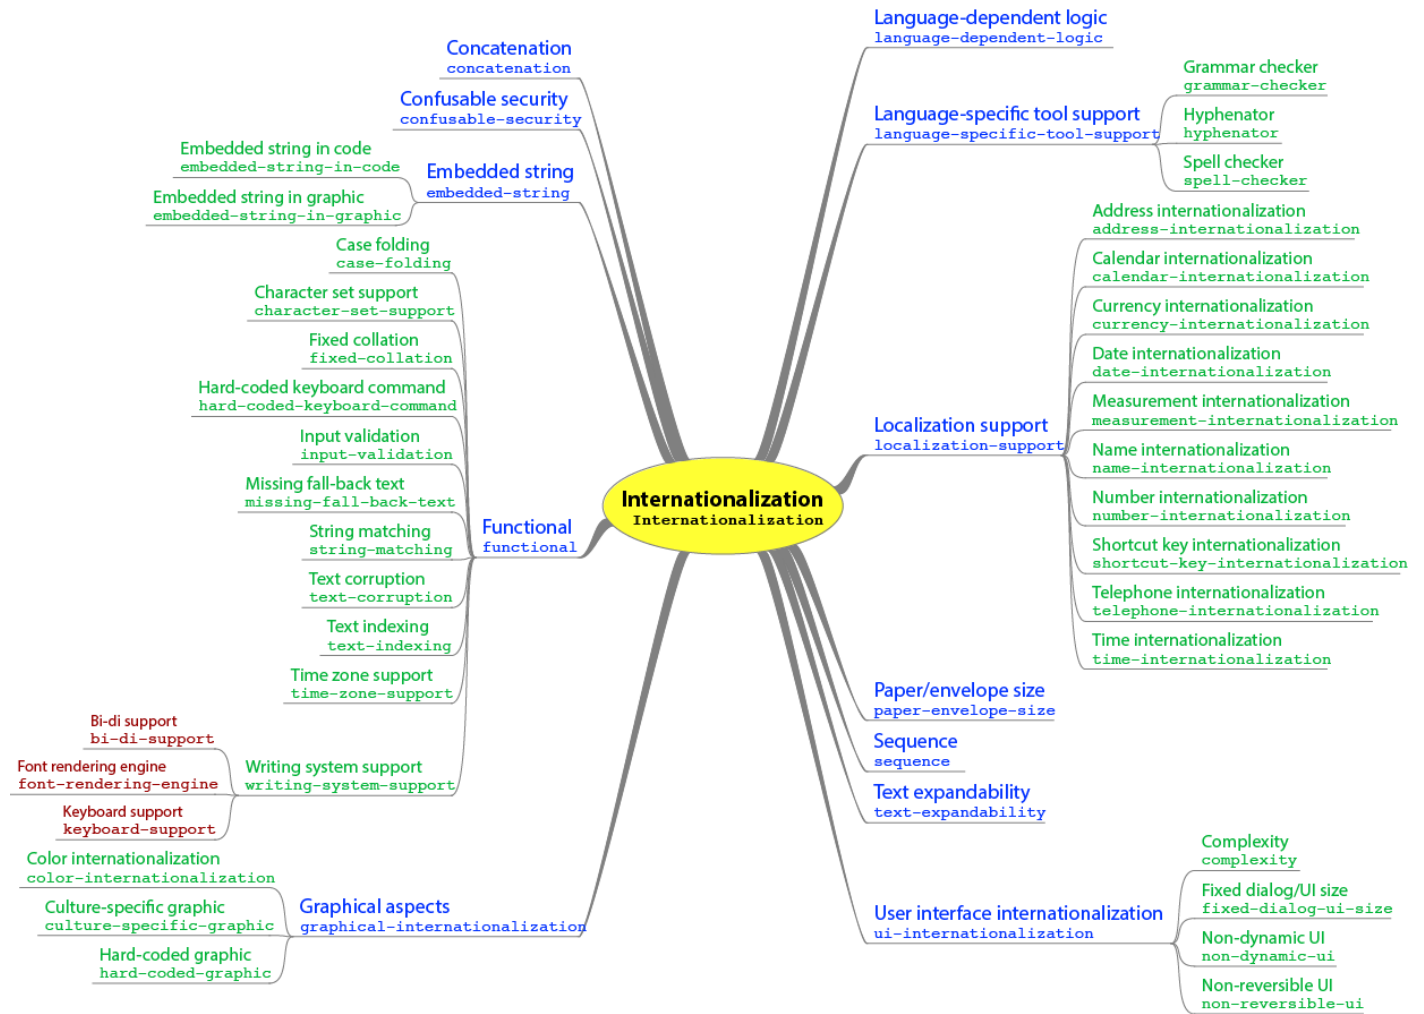 Concatenation
concatenation
Confusable security
confusable-security
Embedded string
embedded-string
Embedded string in code
embedded-string-in-code
Embedded string in graphic
embedded-string-in-graphic
Functional
functional
Case folding
case-folding
Character set support
character-set-support
Fixed collation
fixed-collation
Hard-coded keyboard command
hard-coded-keyboard-command
Input validation
input-validation
Missing fall-back text
missing-fall-back-text
String matching
string-matching
Text corruption
text-corruption
Text indexing
text-indexing
Time zone support
time-zone-support
Writing system support
writing-system-support
Bi-di support
bi-di-support
Font rendering engine
font-rendering-engine
Keyboard support
keyboard-support
Graphical aspects
graphical-internationalization
Color internationalization
color-internationalization
Culture-specific graphic
culture-specific-graphic
Hard-coded graphic
hard-coded-graphic
Internationalization
Internationalization
Language-dependent logic
language-dependent-logic
Language-specific tool support
language-specific-tool-support
Grammar checker
grammar-checker
Hyphenator
hyphenator
Spell checker
spell-checker
Localization support
localization-support
Address internationalization
address-internationalization
Calendar internationalization
calendar-internationalization
Currency internationalization
currency-internationalization
Date internationalization
date-internationalization
Measurement internationalization
measurement-internationalization
Name internationalization
name-internationalization
Number internationalization
number-internationalization
Shortcut key internationalization
shortcut-key-internationalization
Telephone internationalization
telephone-internationalization
Time internationalization
time-internationalization
Paper/envelope size
paper-envelope-size
Sequence
sequence
Text expandability
text-expandability
User interface internationalization
ui-internationalization
Complexity
complexity
Fixed dialog/UI size
fixed-dialog-ui-size
Non-dynamic UI
non-dynamic-ui
Non-reversible UI
non-reversible-ui